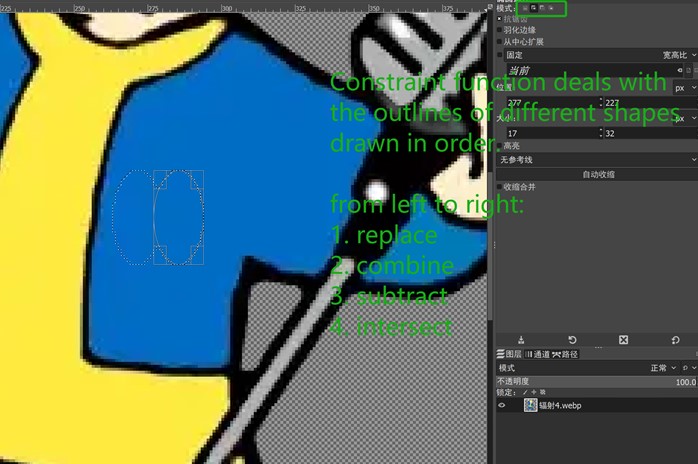 225
250
275
300
325
350
375
模式:
抗锯齿
羽化边缘
从中心扩展
固定 宽高比
当前
位置: px
277 227
大小: px
17 32
高亮
无参考线
自动收缩
收缩合并
Constraint function deals with
the outlines of different shapes
drawn in order.
from left to right:
1. replace
2. combine
3. subtract
4. intersect
图层 通道 路径
模式 正常
不透明度 100.0
锁定:
辐射4.webp